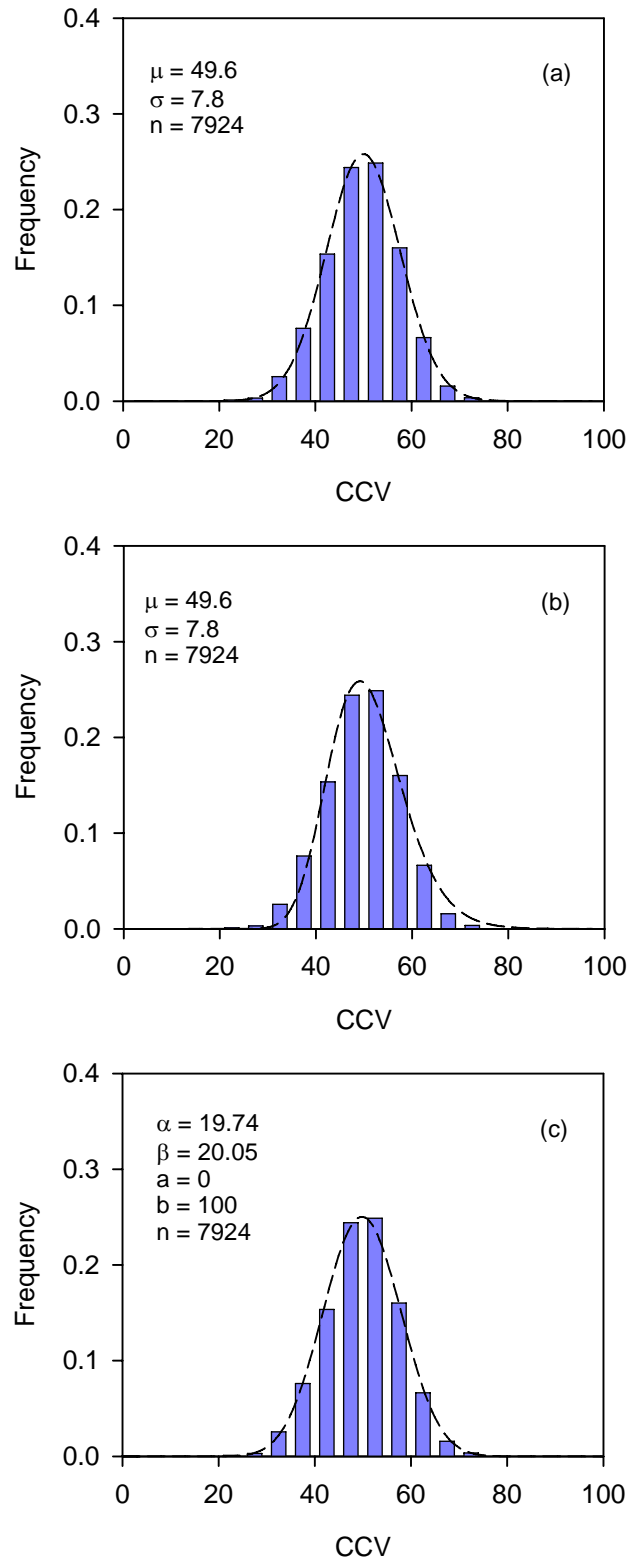 0.4
μ = 49.6
(a)
σ = 7.8
n = 7924
0.3
Frequency
0.2
0.1
0.0
0 20 40 60 80 100
CCV
0.4
μ = 49.6
(b)
σ = 7.8
n = 7924
0.3
Frequency
0.2
0.1
0.0
0 20 40 60 80 100
CCV
0.4
α = 19.74
(c)
β = 20.05
a = 0
b = 100
n = 7924
0.3
Frequency
0.2
0.1
0.0
0 20 40 60 80 100
CCV